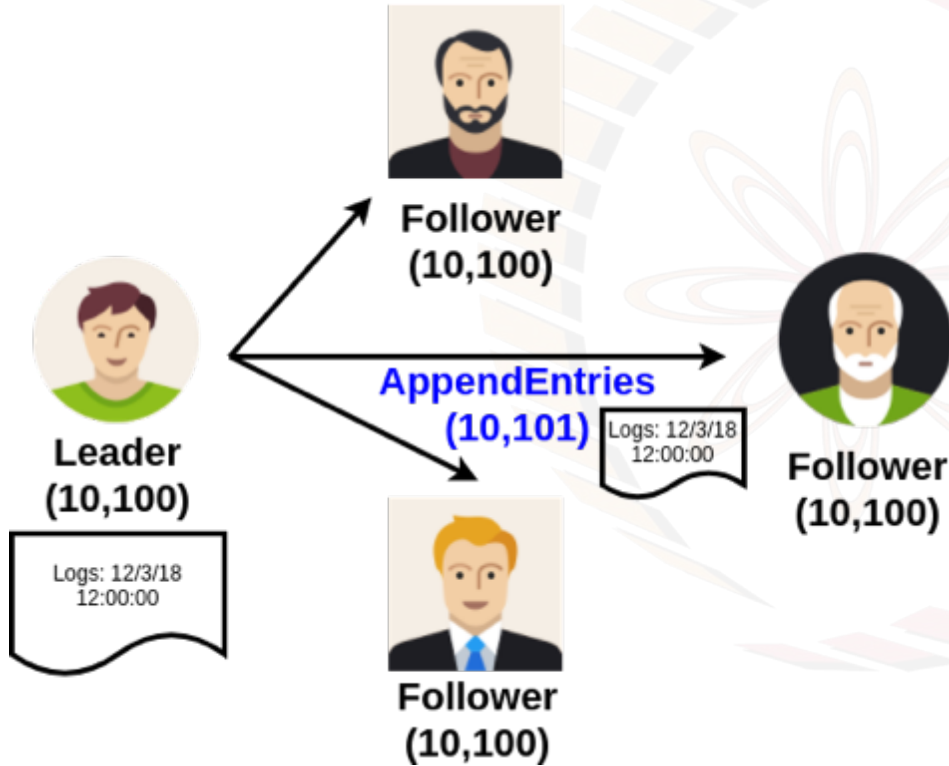 Follower
(10,100)
AppendEntries
(10,101)
Logs: 12/3/18
12:00:00
Leader
(10,100)
Follower
(10,100)
Logs: 12/3/18
12:00:00
Follower
(10,100)